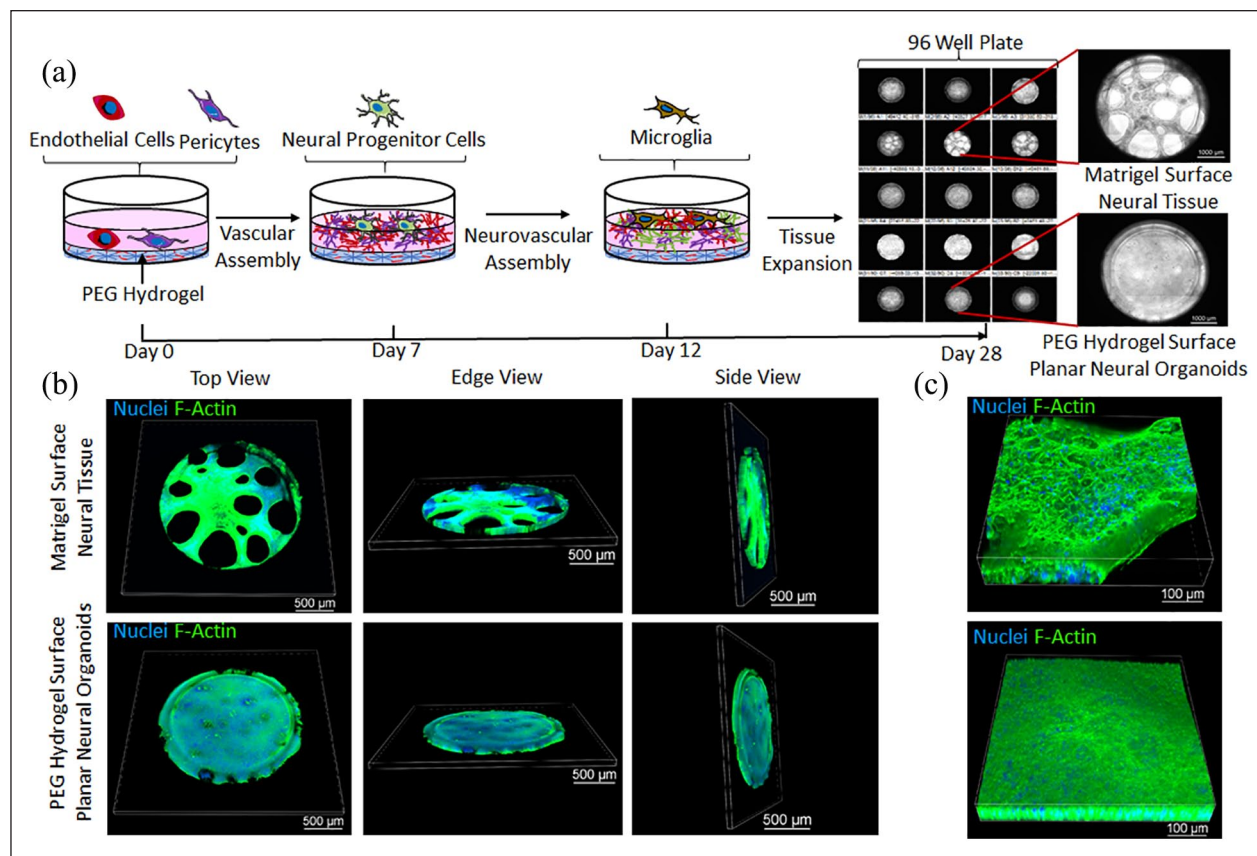 (a)
96 Well Plate
Endothelial Cells
Pericytes
Neural Progenitor Cells
Microglia
Vascular
Assembly
Neurovascular
Assembly
Tissue
Expansion
PEG Hydrogel
1000 µm
Matrigel Surface
Neural Tissue
1000 µm
PEG Hydrogel Surface
Planar Neural Organoids
Day 0
Day 7
Day 12
Day 28
(b)
Top View
Edge View
Side View
(c)
Matrigel Surface
Neural Tissue
Nuclei F-Actin
500 µm
500 µm
500 µm
Nuclei F-Actin
100 µm
PEG Hydrogel Surface
Planar Neural Organoids
Nuclei F-Actin
500 µm
500 µm
500 µm
Nuclei F-Actin
100 µm